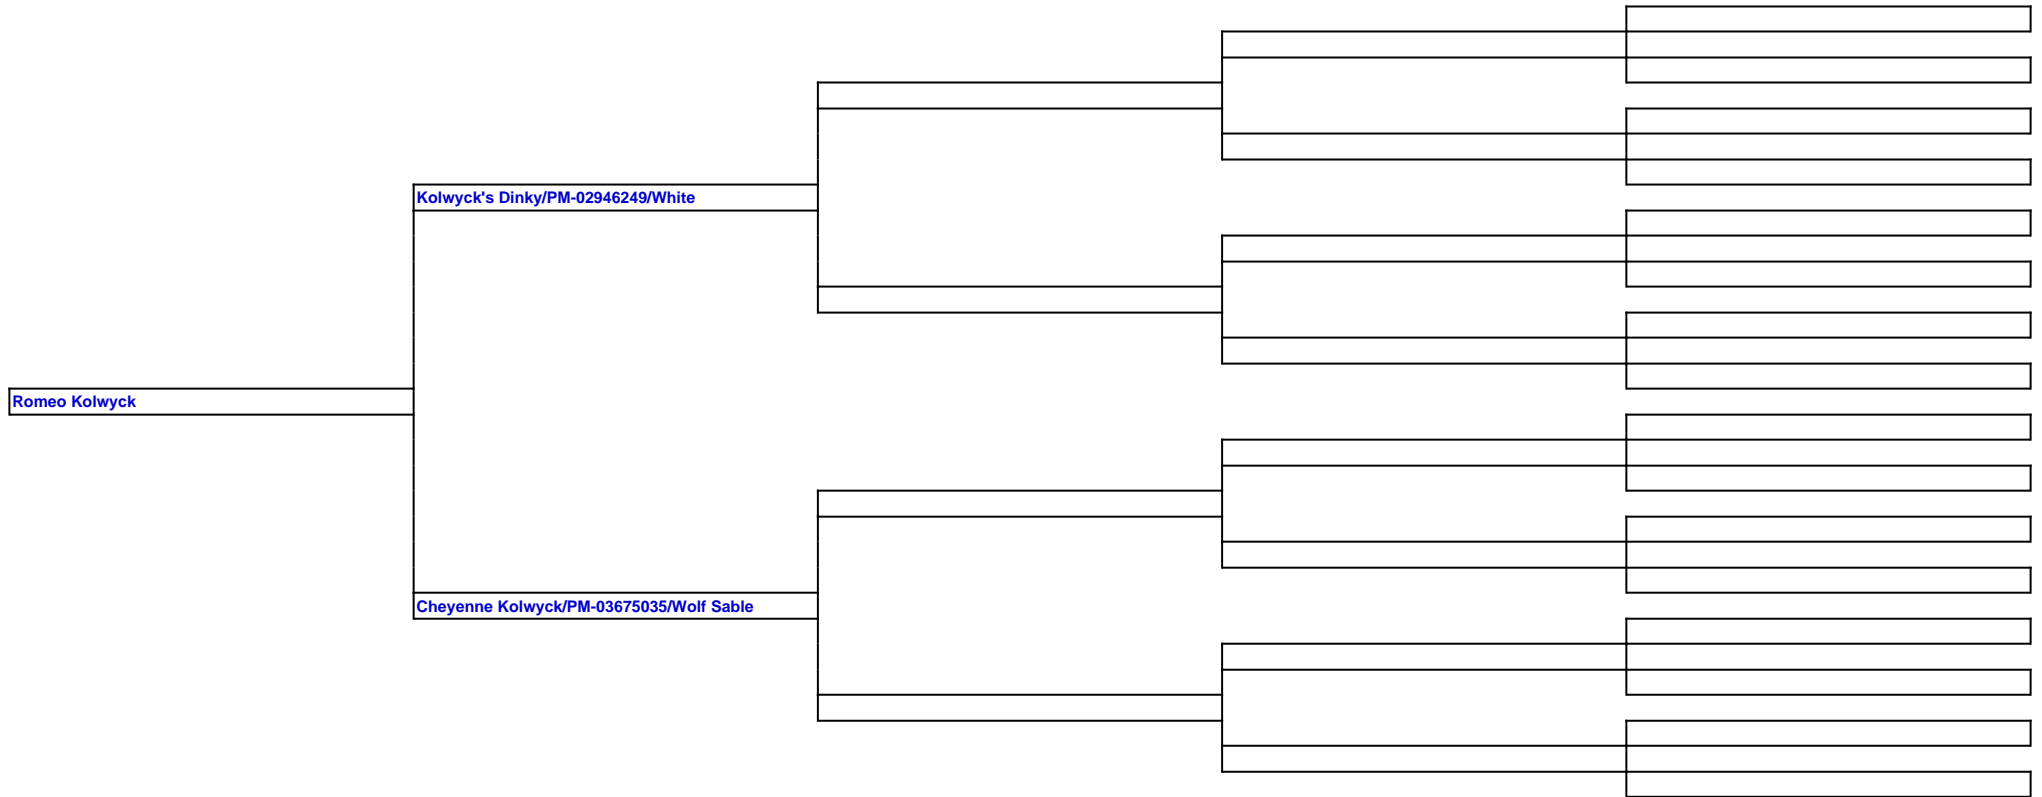 Kolwyck's Dinky/PM-02946249/White
Romeo Kolwyck
Cheyenne Kolwyck/PM-03675035/Wolf Sable